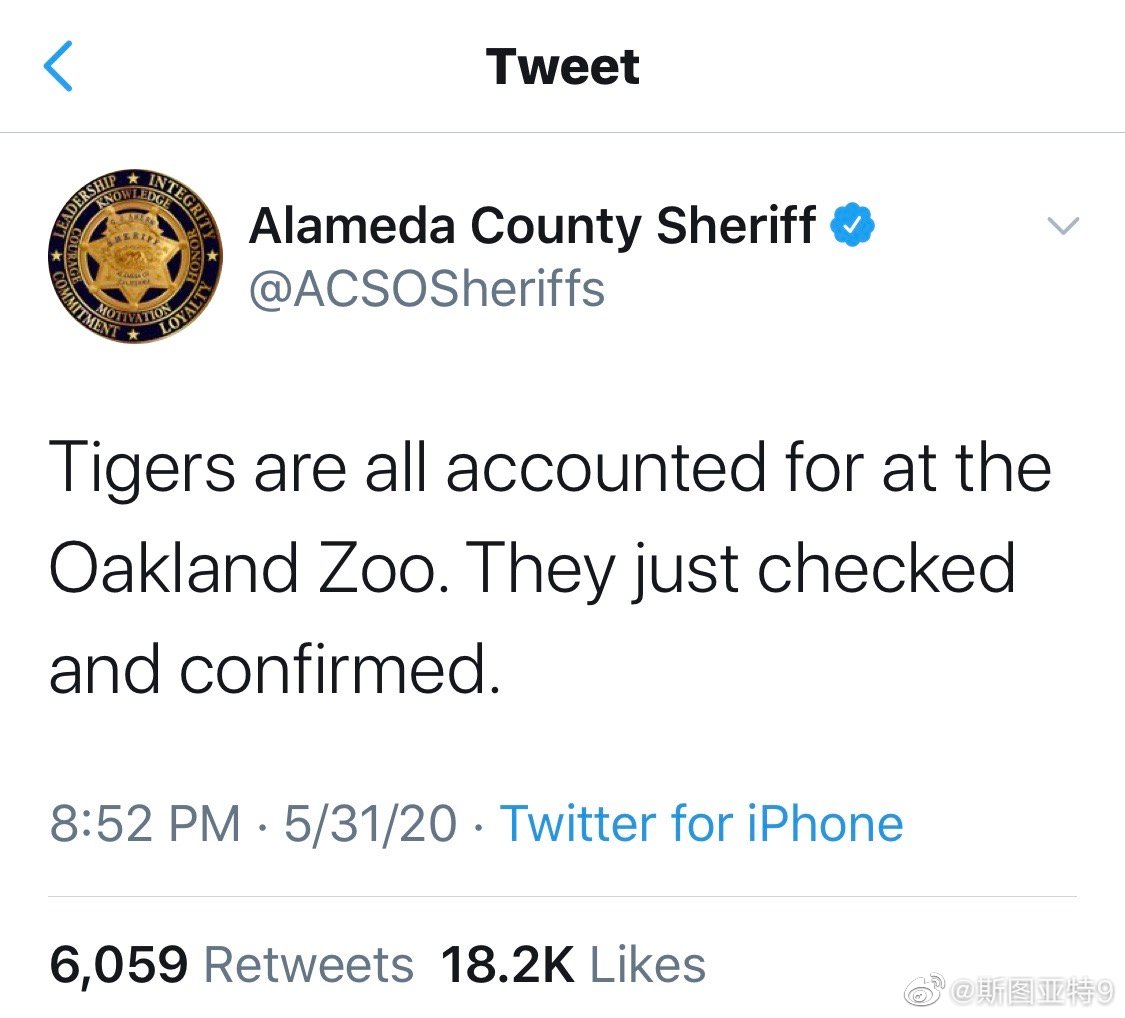 Tweet
LEADERSHIP ★ INTEGRITY
KNOWLEDGE
SHERIFF
COURAGE
HONOR
MOTIVATION
COMMITMENT ★ LOYALTY
Alameda County Sheriff
@ACSOSheriffs
Tigers are all accounted for at the
Oakland Zoo. They just checked
and confirmed.
8:52 PM · 5/31/20 · Twitter for iPhone
6,059 Retweets 18.2K Likes
@斯图亚特9